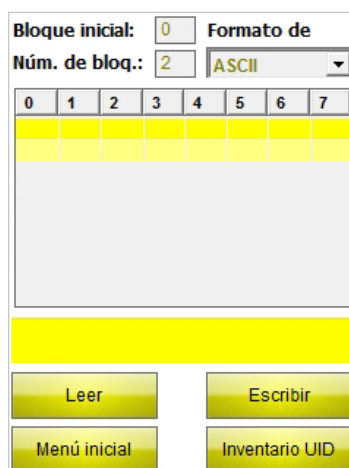 Bloque inicial: 0 Formato de
Núm. de bloq.: 2 ASCII
0 1 2 3 4 5 6 7
Leer Escribir
Menú inicial Inventario UID